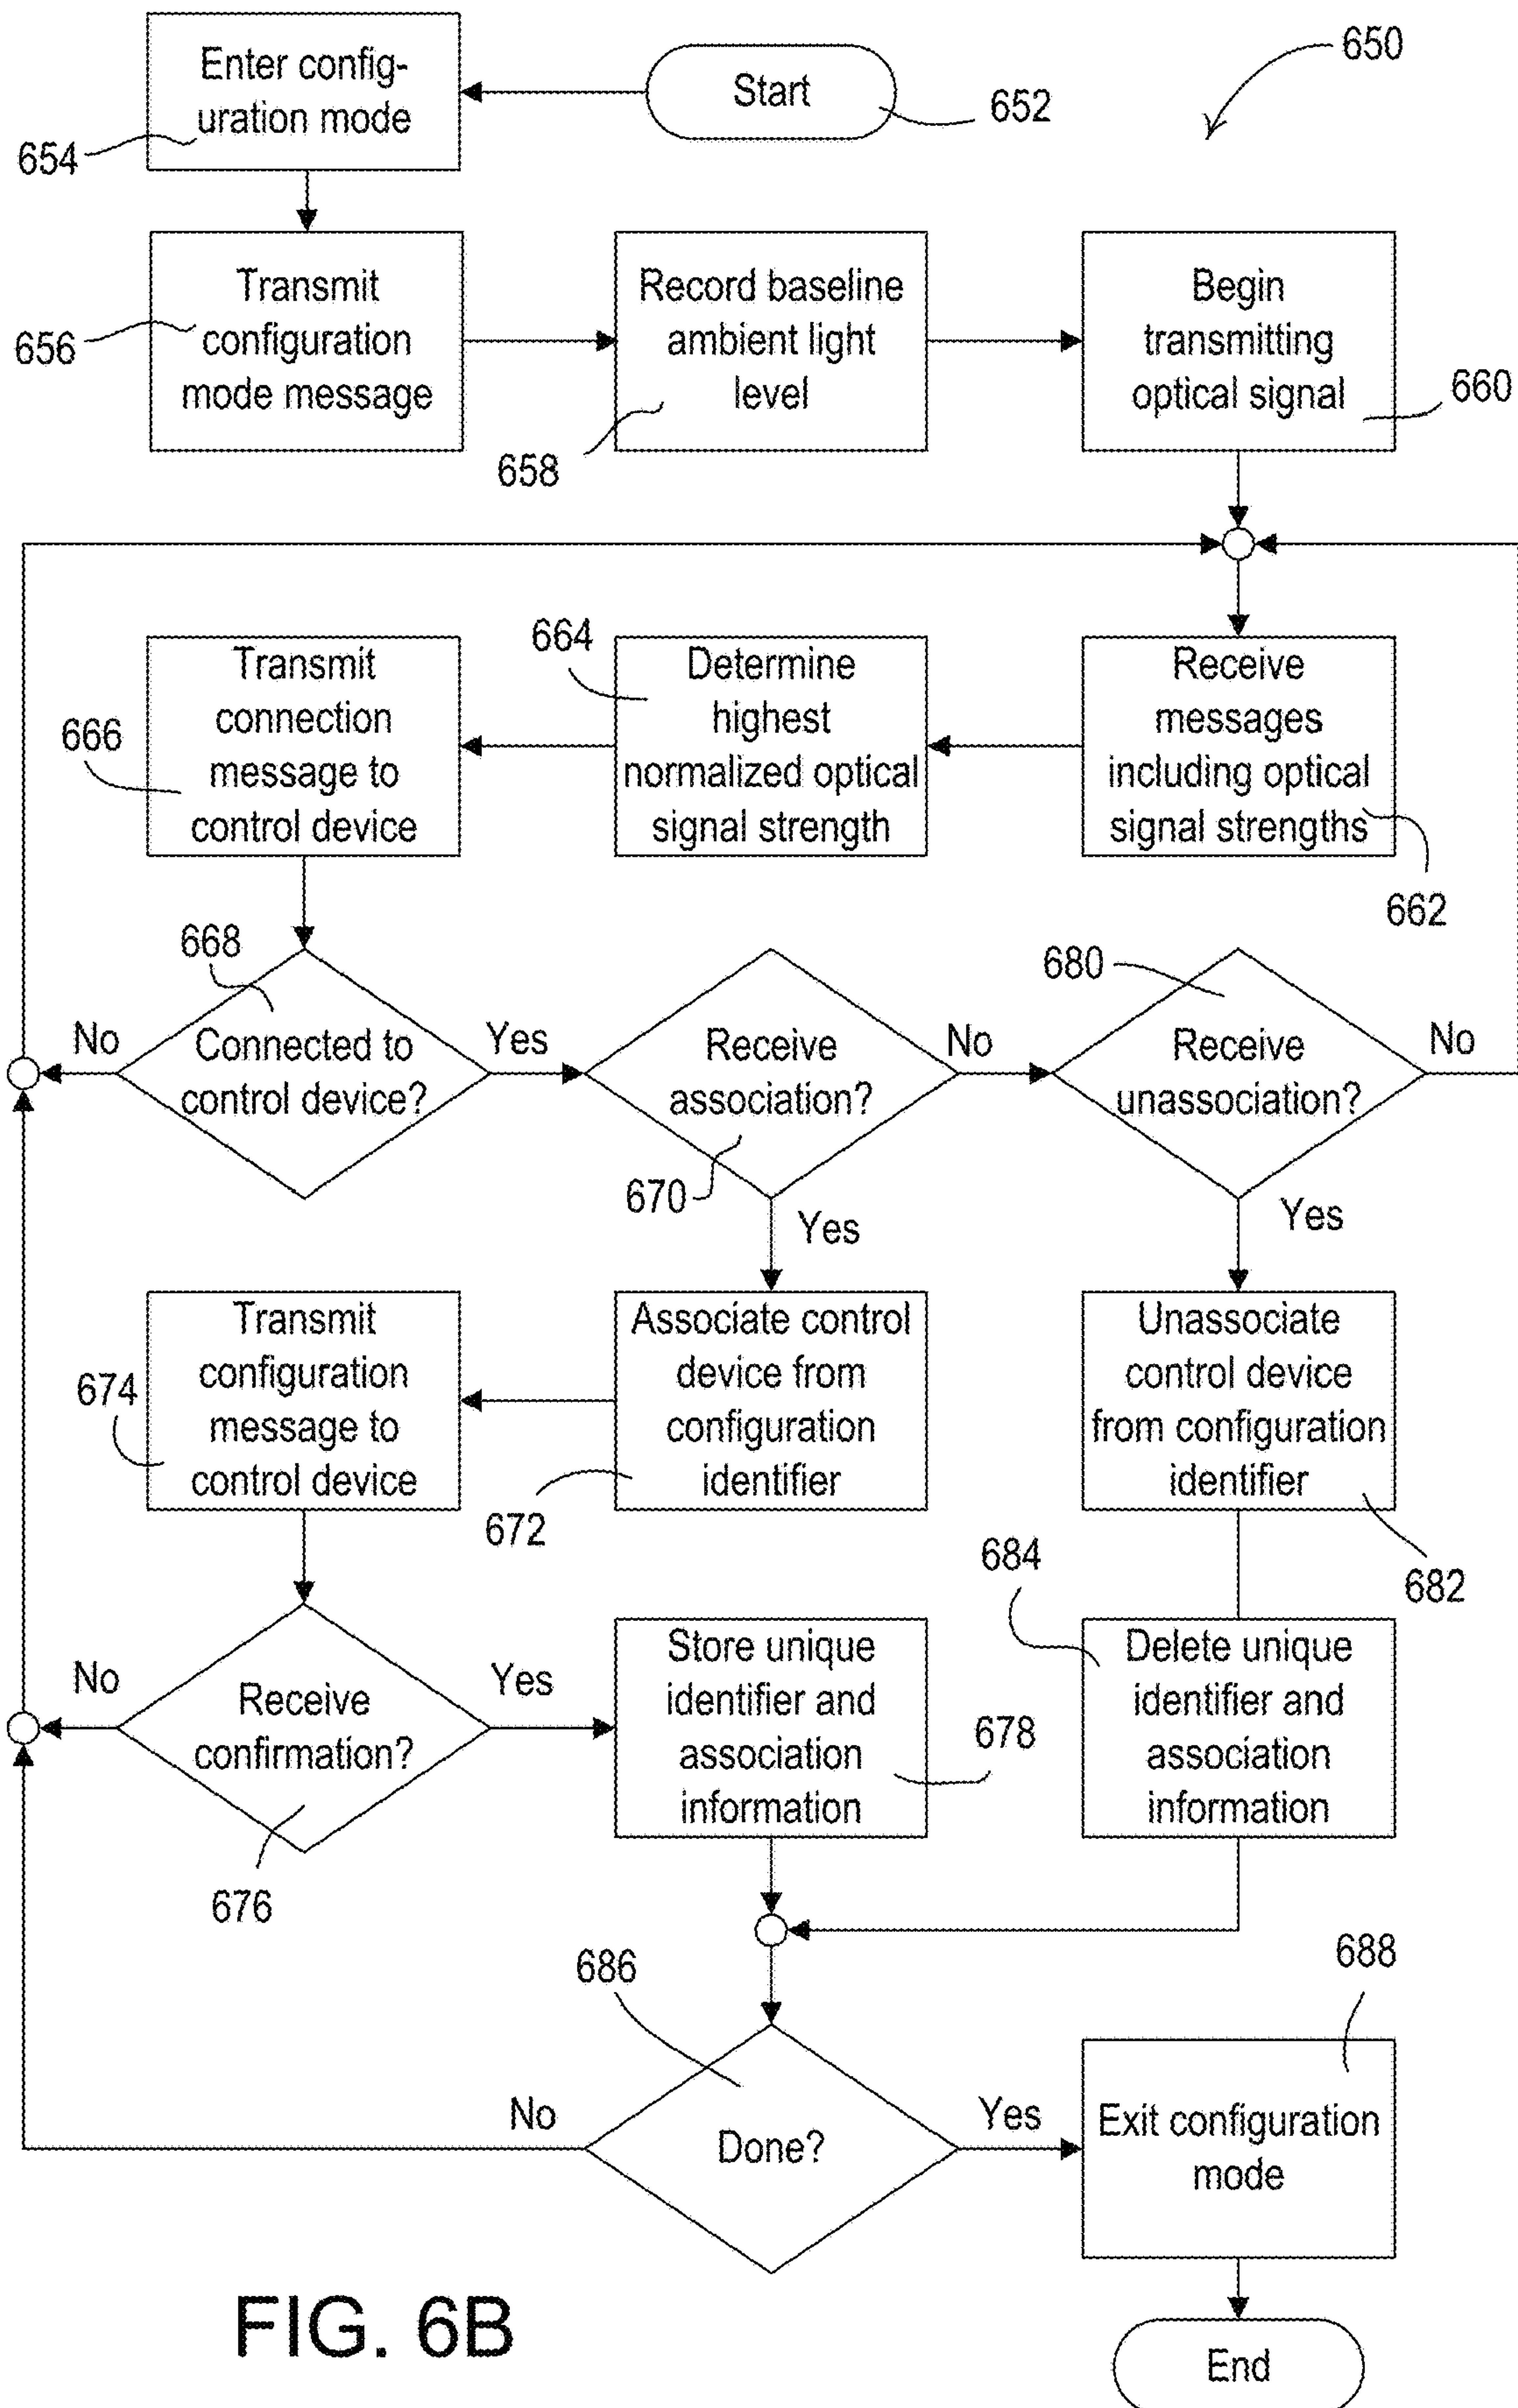 Enter config-
uration mode
654
Start
652
650
Transmit
configuration
mode message
656
Record baseline
ambient light
level
658
Begin
transmitting
optical signal
660
Transmit
connection
message to
control device
666
664
Determine
highest
normalized optical
signal strength
Receive
messages
including optical
signal strengths
662
668
Connected to
control device?
No
Yes
Receive
association?
670
No
Yes
680
Receive
unassociation?
No
Yes
Transmit
configuration
message to
control device
674
Associate control
device from
configuration
identifier
672
Unassociate
control device
from configuration
identifier
682
Receive
confirmation?
No
Yes
676
Store unique
identifier and
association
information
678
684
Delete unique
identifier and
association
information
686
Done?
No
Yes
688
Exit configuration
mode
End
FIG. 6B